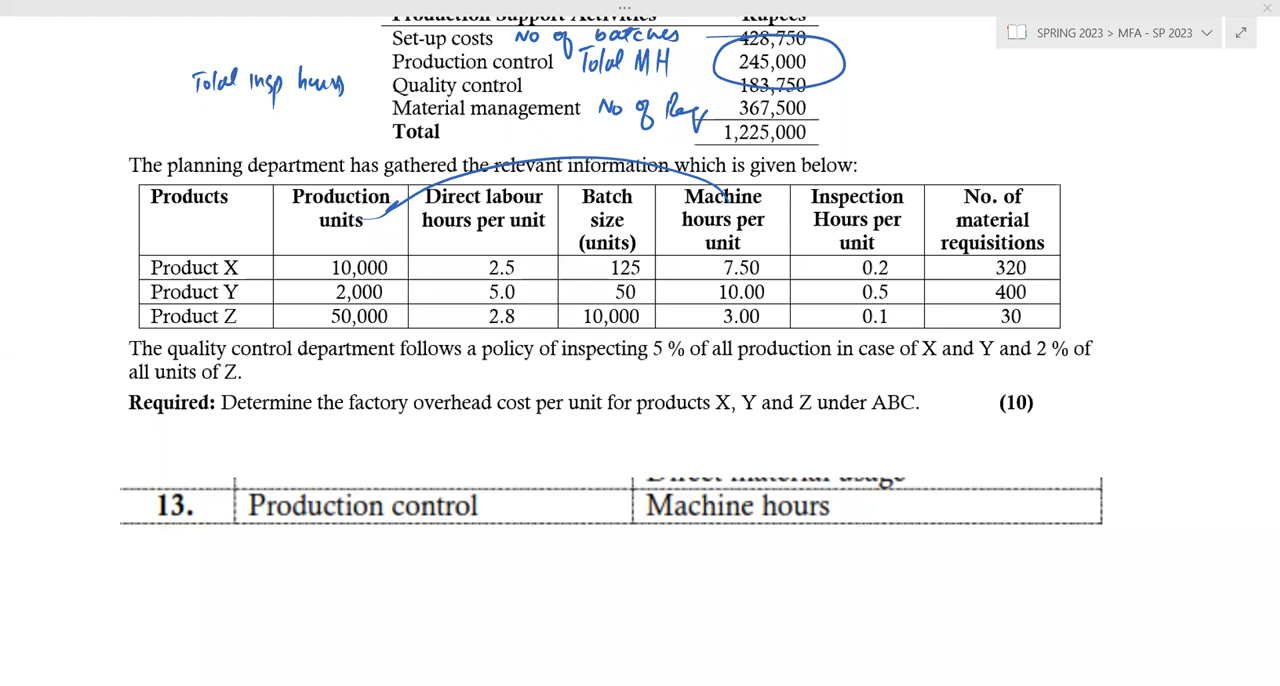 Production Support Activities Rupees
SPRING 2023 > MFA - SP 2023
Set-up costs No of batches 428,750
Production control Total MH 245,000
Total insp hours Quality control 183,750
Material management No of Req 367,500
Total 1,225,000
The planning department has gathered the relevant information which is given below:
Products Production units Direct labour hours per unit Batch size (units) Machine hours per unit Inspection Hours per unit No. of material requisitions
Product X 10,000 2.5 125 7.50 0.2 320
Product Y 2,000 5.0 50 10.00 0.5 400
Product Z 50,000 2.8 10,000 3.00 0.1 30
The quality control department follows a policy of inspecting 5 % of all production in case of X and Y and 2 % of
all units of Z.
Required: Determine the factory overhead cost per unit for products X, Y and Z under ABC. (10)
Direct material usage
13. Production control Machine hours